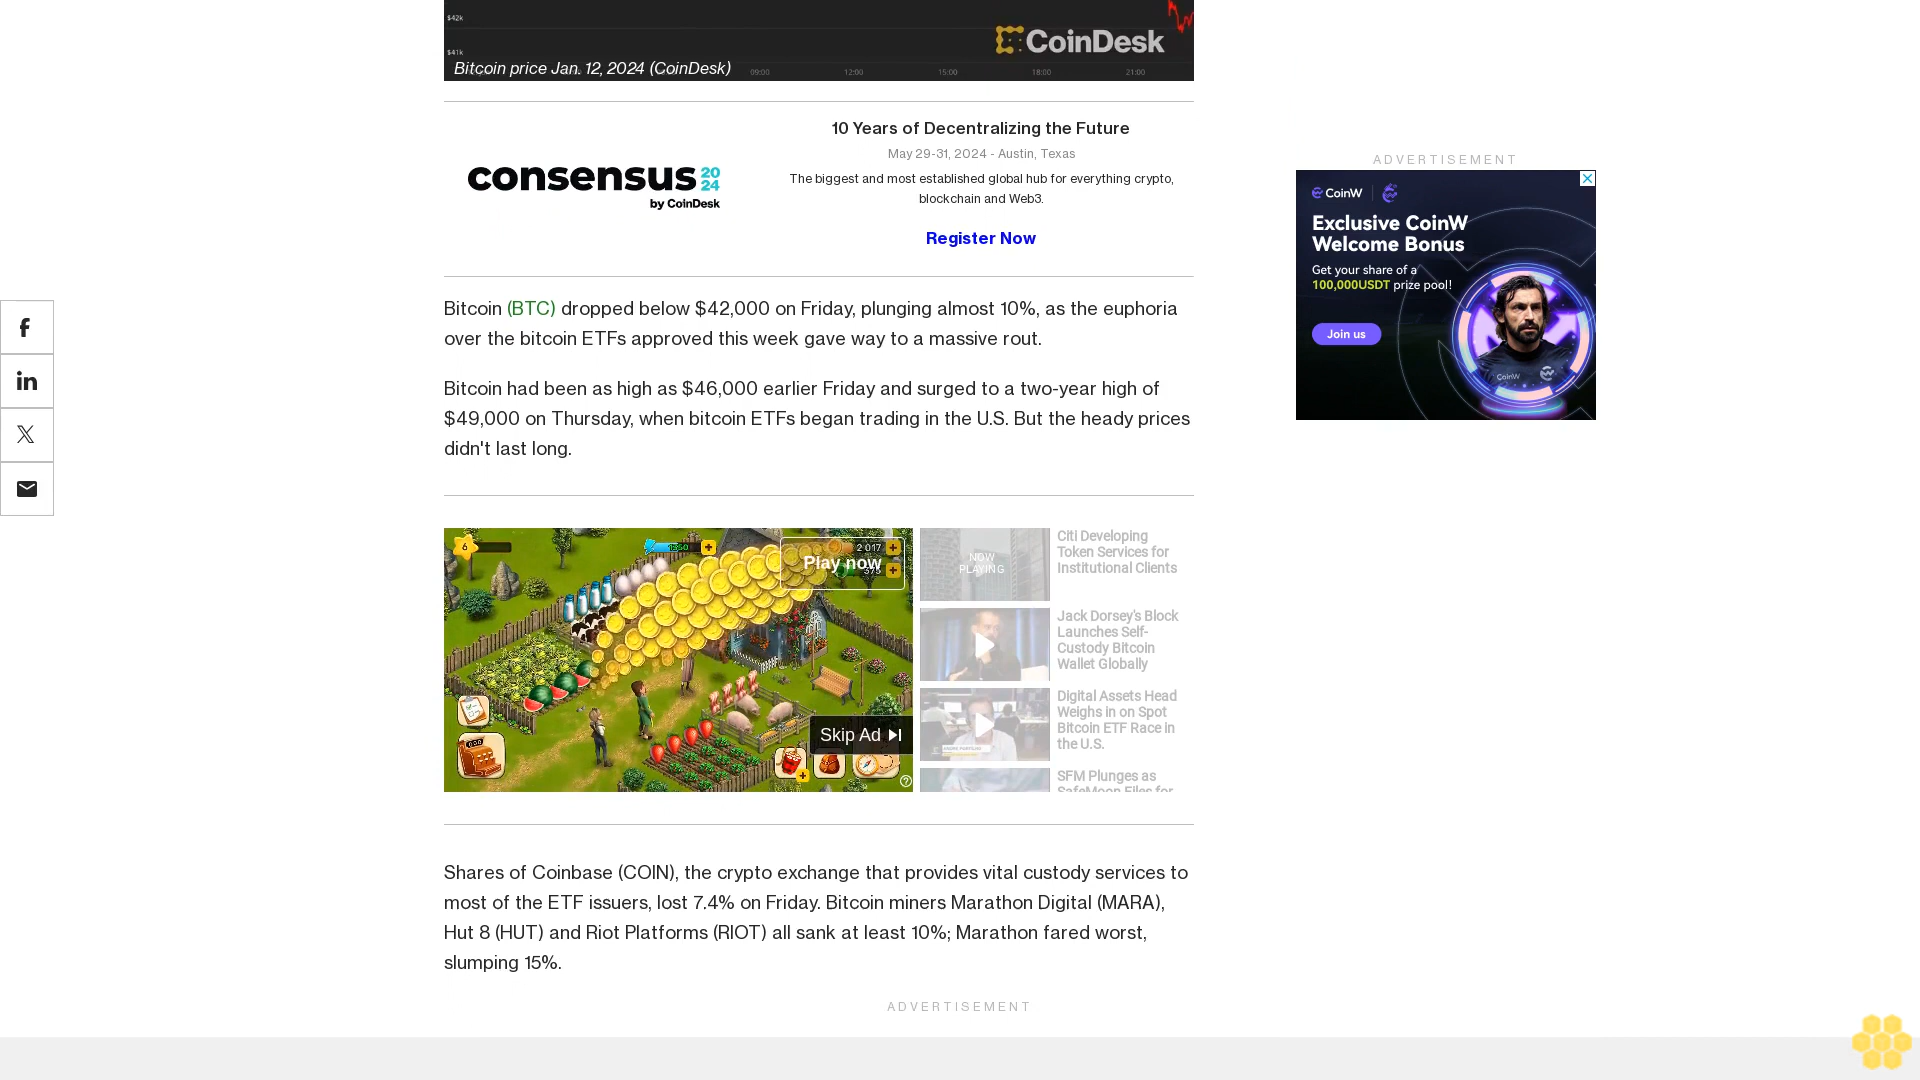 $42k
CoinDesk
$41k
Bitcoin price Jan. 12, 2024 (CoinDesk)
09:00
12:00
15:00
18:00
21:00
10 Years of Decentralizing the Future
May 29-31, 2024 - Austin, Texas
consensus 20
24
by CoinDesk
The biggest and most established global hub for everything crypto,
blockchain and Web3.
Register Now
ADVERTISEMENT
CoinW
Exclusive CoinW
Welcome Bonus
Get your share of a
100,000USDT prize pool!
Join us
CoinW
Bitcoin (BTC) dropped below $42,000 on Friday, plunging almost 10%, as the euphoria
over the bitcoin ETFs approved this week gave way to a massive rout.
Bitcoin had been as high as $46,000 earlier Friday and surged to a two-year high of
$49,000 on Thursday, when bitcoin ETFs began trading in the U.S. But the heady prices
didn't last long.
6
2 017
Play now
Skip Ad
NOW
PLAYING
Citi Developing
Token Services for
Institutional Clients
Jack Dorsey's Block
Launches Self-
Custody Bitcoin
Wallet Globally
Digital Assets Head
Weighs in on Spot
Bitcoin ETF Race in
the U.S.
SFM Plunges as
SafeMoon Files for
Shares of Coinbase (COIN), the crypto exchange that provides vital custody services to
most of the ETF issuers, lost 7.4% on Friday. Bitcoin miners Marathon Digital (MARA),
Hut 8 (HUT) and Riot Platforms (RIOT) all sank at least 10%; Marathon fared worst,
slumping 15%.
ADVERTISEMENT